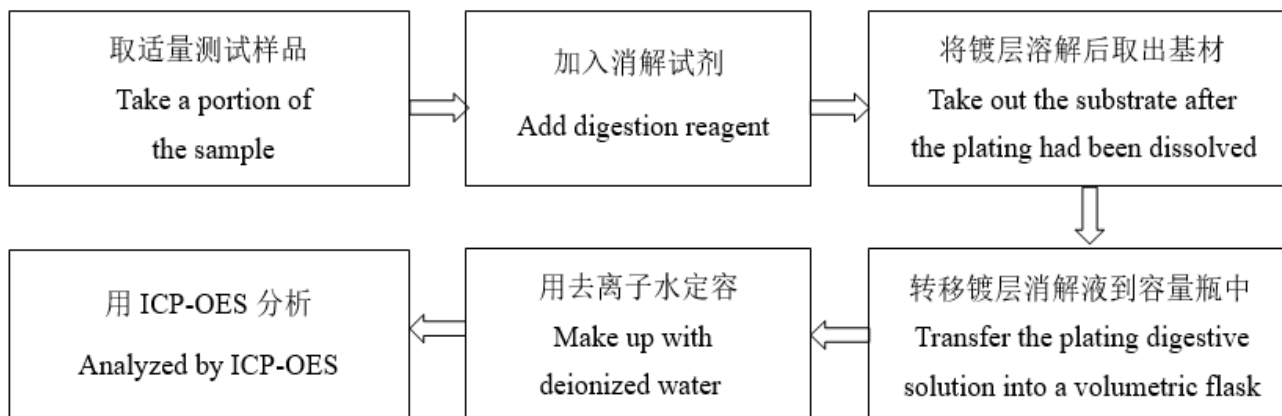 取适量测试样品
Take a portion of
the sample
加入消解试剂
Add digestion reagent
将镀层溶解后取出基材
Take out the substrate after
the plating had been dissolved
转移镀层消解液到容量瓶中
Transfer the plating digestive
solution into a volumetric flask
用去离子水定容
Make up with
deionized water
用 ICP-OES 分析
Analyzed by ICP-OES